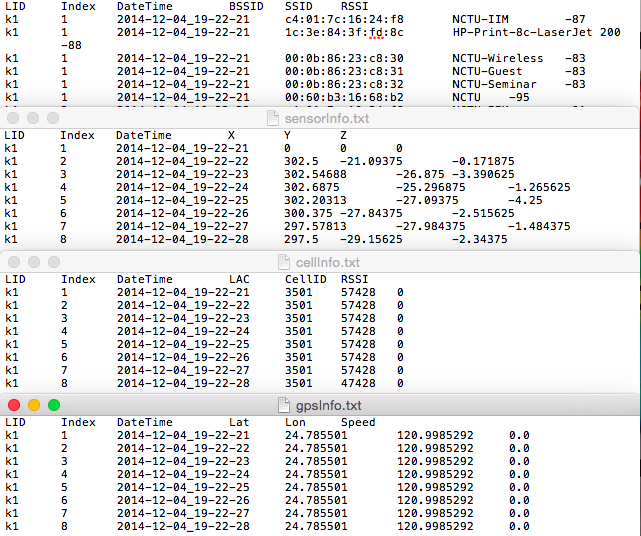 LID Index DateTime BSSID SSID RSSI
k1 1 2014-12-04_19-22-21 c4:01:7c:16:24:f8 NCTU-IIM -87
k1 1 2014-12-04_19-22-21 1c:3e:84:3f:fd:8c HP-Print-8c-LaserJet 200
-88
k1 1 2014-12-04_19-22-21 00:0b:86:23:c8:30 NCTU-Wireless -83
k1 1 2014-12-04_19-22-21 00:0b:86:23:c8:31 NCTU-Guest -83
k1 1 2014-12-04_19-22-21 00:0b:86:23:c8:32 NCTU-Seminar -83
k1 1 2014-12-04_19-22-21 00:60:b3:16:68:b2 NCTU -95
sensorInfo.txt
LID Index DateTime X Y Z
k1 1 2014-12-04_19-22-21 0 0 0
k1 2 2014-12-04_19-22-22 302.5 -21.09375 -0.171875
k1 3 2014-12-04_19-22-23 302.54688 -26.875 -3.390625
k1 4 2014-12-04_19-22-24 302.6875 -25.296875 -1.265625
k1 5 2014-12-04_19-22-25 302.20313 -27.09375 -4.25
k1 6 2014-12-04_19-22-26 300.375 -27.84375 -2.515625
k1 7 2014-12-04_19-22-27 297.57813 -27.984375 -1.484375
k1 8 2014-12-04_19-22-28 297.5 -29.15625 -2.34375
cellInfo.txt
LID Index DateTime LAC CellID RSSI
k1 1 2014-12-04_19-22-21 3501 57428 0
k1 2 2014-12-04_19-22-22 3501 57428 0
k1 3 2014-12-04_19-22-23 3501 57428 0
k1 4 2014-12-04_19-22-24 3501 57428 0
k1 5 2014-12-04_19-22-25 3501 57428 0
k1 6 2014-12-04_19-22-26 3501 57428 0
k1 7 2014-12-04_19-22-27 3501 57428 0
k1 8 2014-12-04_19-22-28 3501 47428 0
gpsInfo.txt
LID Index DateTime Lat Lon Speed
k1 1 2014-12-04_19-22-21 24.785501 120.9985292 0.0
k1 2 2014-12-04_19-22-22 24.785501 120.9985292 0.0
k1 3 2014-12-04_19-22-23 24.785501 120.9985292 0.0
k1 4 2014-12-04_19-22-24 24.785501 120.9985292 0.0
k1 5 2014-12-04_19-22-25 24.785501 120.9985292 0.0
k1 6 2014-12-04_19-22-26 24.785501 120.9985292 0.0
k1 7 2014-12-04_19-22-27 24.785501 120.9985292 0.0
k1 8 2014-12-04_19-22-28 24.785501 120.9985292 0.0